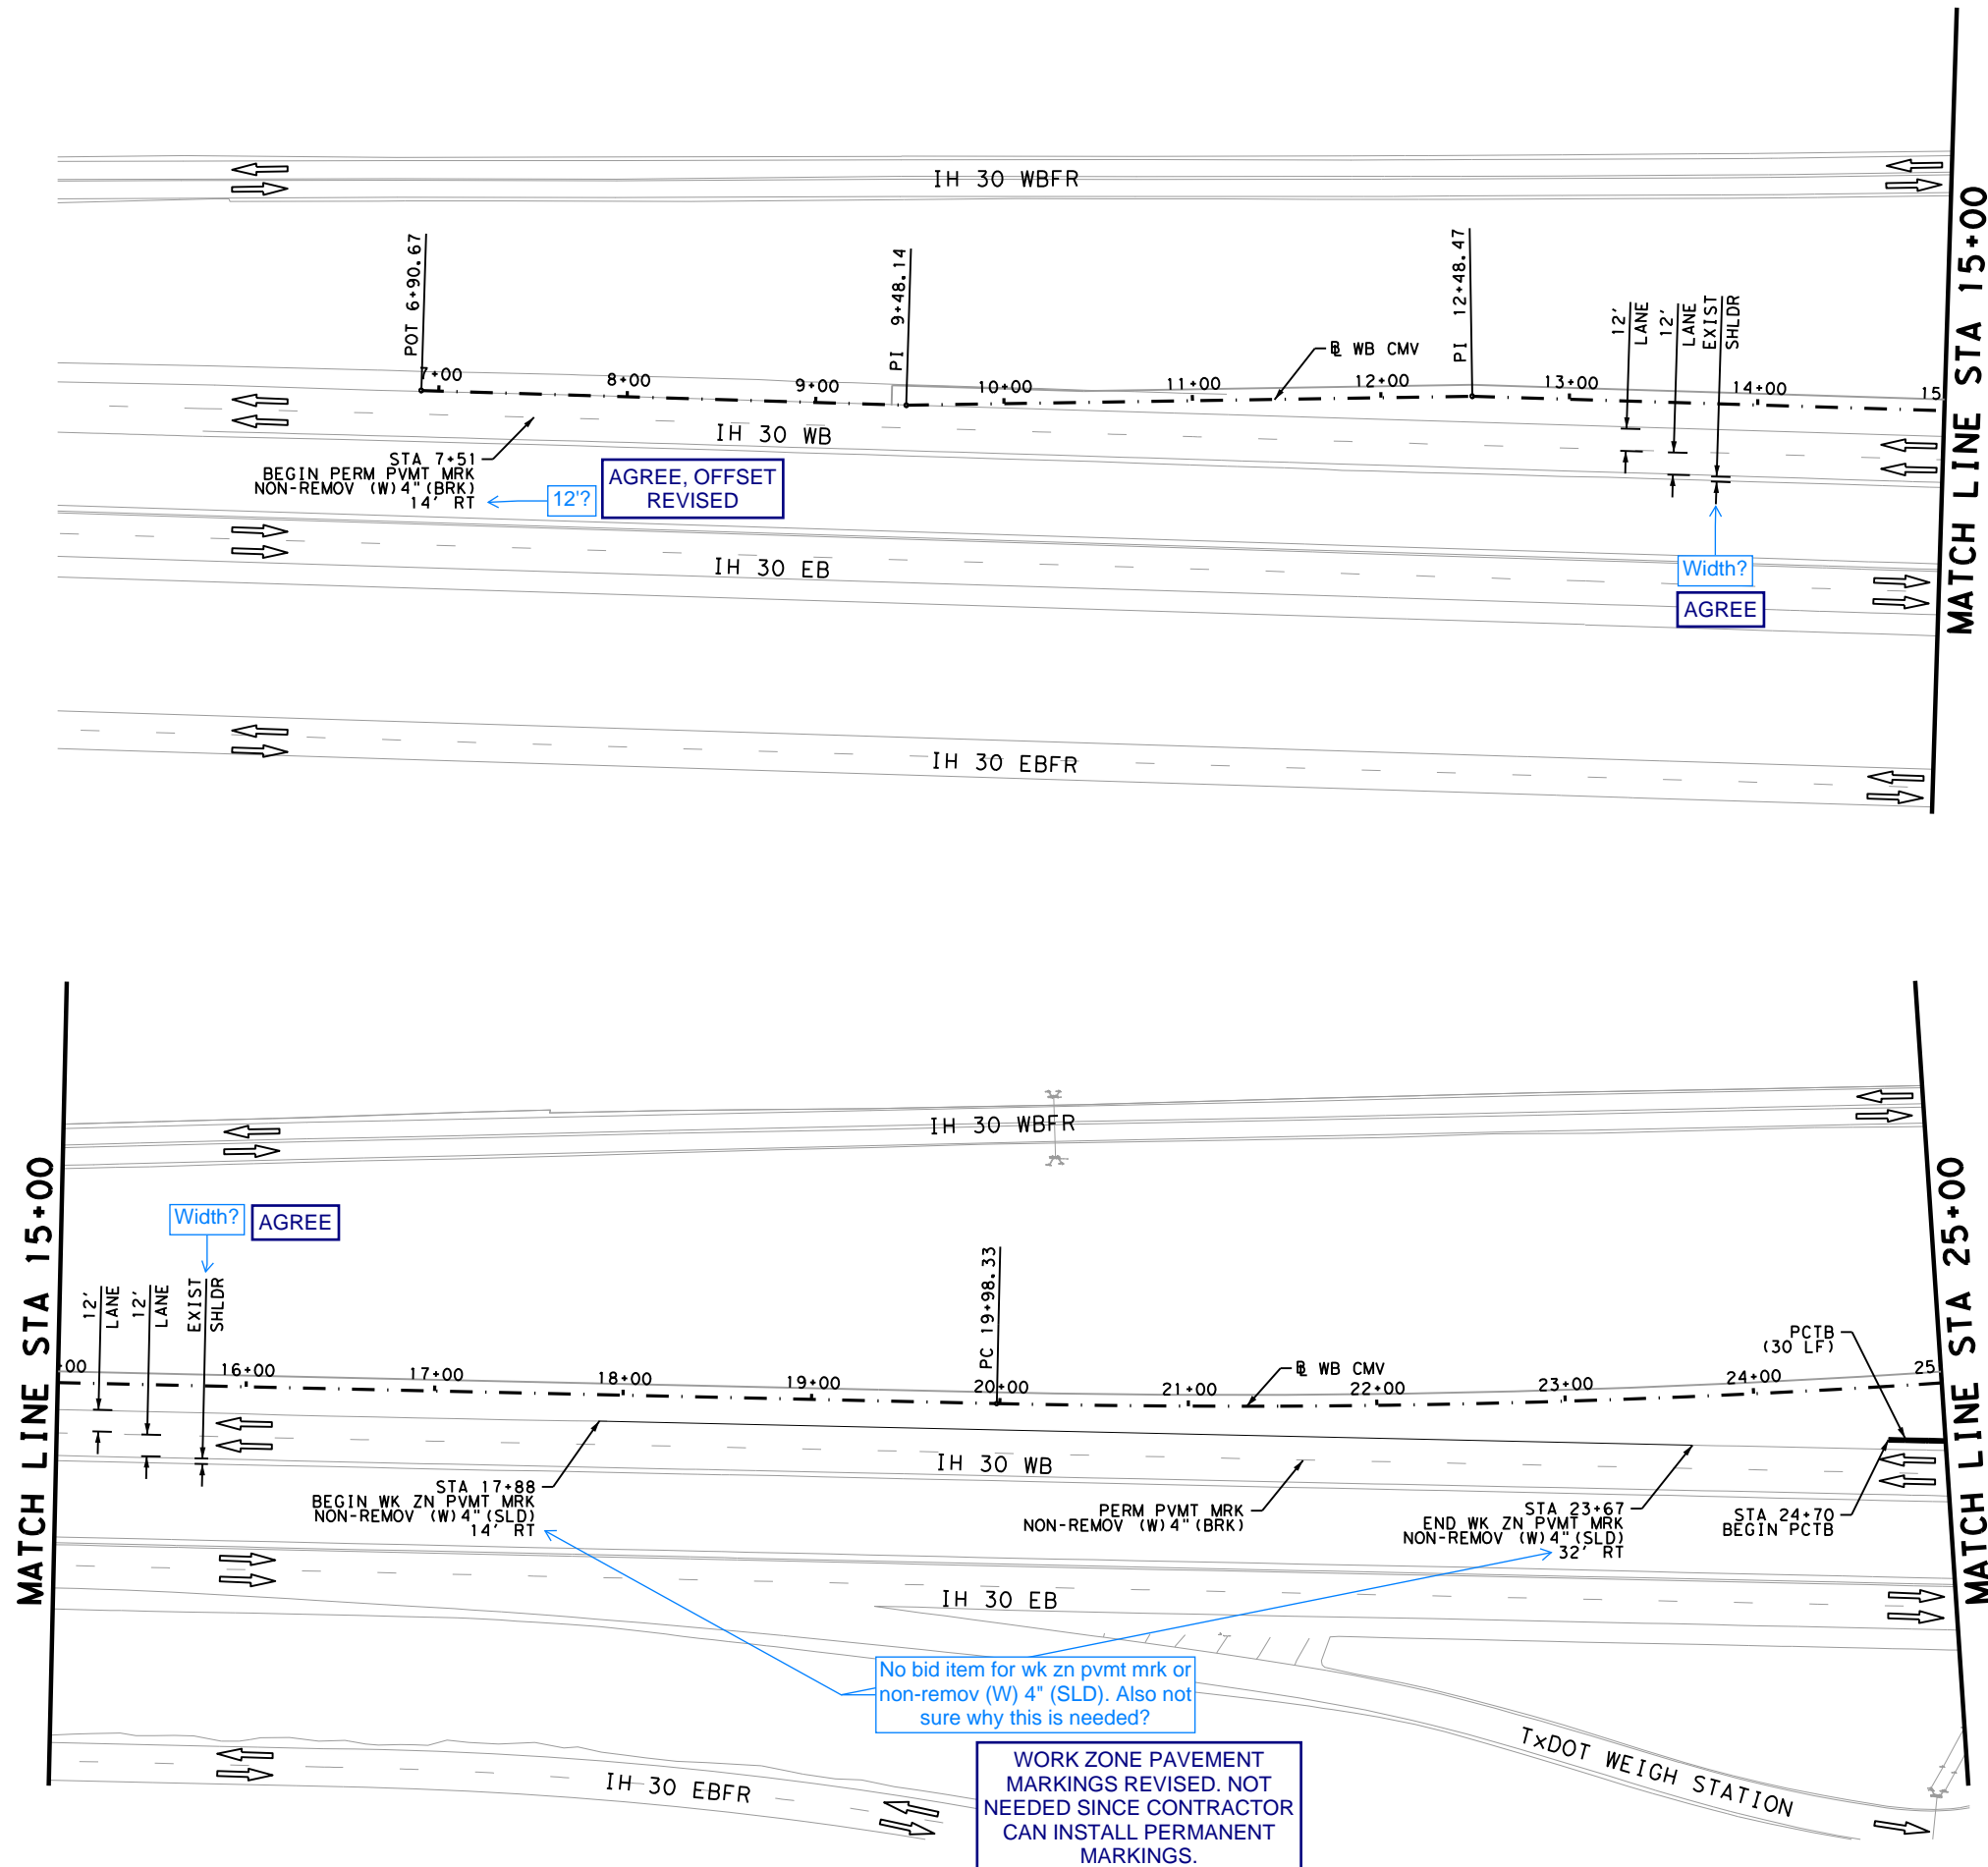 IH 30 WBFR
MATCH LINE STA 15+00
POT 6+90.67
PI 9+48.14
PI 12+48.47
12'
LANE
12'
LANE
EXIST
SHLDR
℄ WB CMV
7+00
8+00
9+00
10+00
11+00
12+00
13+00
14+00
15
IH 30 WB
STA 7+51
BEGIN PERM PVMT MRK
NON-REMOV (W) 4" (BRK)
14' RT
12'?
AGREE, OFFSET
REVISED
IH 30 EB
Width?
AGREE
IH 30 EBFR
MATCH LINE STA 15+00
IH 30 WBFR
MATCH LINE STA 25+00
Width?
AGREE
12'
LANE
12'
LANE
EXIST
SHLDR
PC 19+98.33
℄ WB CMV
PCTB
(30 LF)
+00
16+00
17+00
18+00
19+00
20+00
21+00
22+00
23+00
24+00
25
IH 30 WB
STA 17+88
BEGIN WK ZN PVMT MRK
NON-REMOV (W) 4" (SLD)
14' RT
PERM PVMT MRK
NON-REMOV (W) 4" (BRK)
STA 23+67
END WK ZN PVMT MRK
NON-REMOV (W) 4" (SLD)
32' RT
STA 24+70
BEGIN PCTB
IH 30 EB
No bid item for wk zn pvmt mrk or
non-remov (W) 4" (SLD). Also not
sure why this is needed?
WORK ZONE PAVEMENT
MARKINGS REVISED. NOT
NEEDED SINCE CONTRACTOR
CAN INSTALL PERMANENT
MARKINGS.
TxDOT WEIGH STATION
IH 30 EBFR